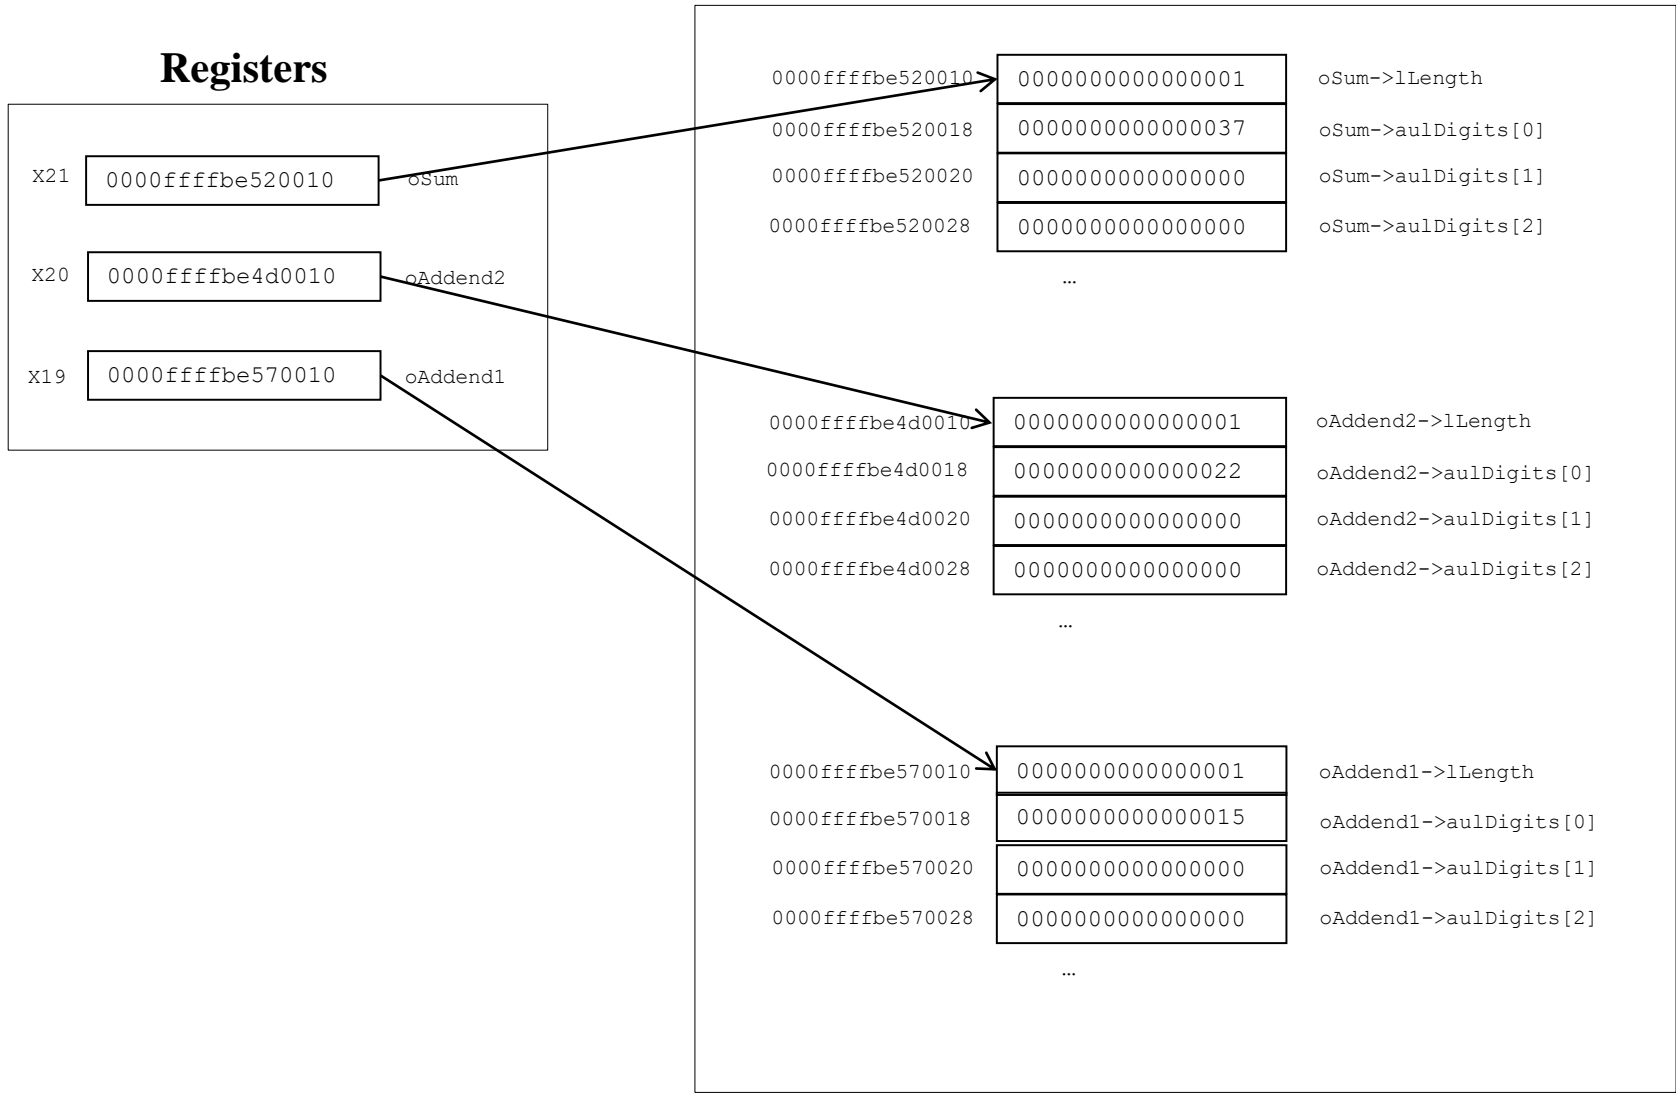 Registers
X21 0000ffffbe520010 oSum
X20 0000ffffbe4d0010 oAddend2
X19 0000ffffbe570010 oAddend1
0000ffffbe520010 0000000000000001 oSum->lLength
0000ffffbe520018 0000000000000037 oSum->aulDigits[0]
0000ffffbe520020 0000000000000000 oSum->aulDigits[1]
0000ffffbe520028 0000000000000000 oSum->aulDigits[2]
…
0000ffffbe4d0010 0000000000000001 oAddend2->lLength
0000ffffbe4d0018 0000000000000022 oAddend2->aulDigits[0]
0000ffffbe4d0020 0000000000000000 oAddend2->aulDigits[1]
0000ffffbe4d0028 0000000000000000 oAddend2->aulDigits[2]
…
0000ffffbe570010 0000000000000001 oAddend1->lLength
0000ffffbe570018 0000000000000015 oAddend1->aulDigits[0]
0000ffffbe570020 0000000000000000 oAddend1->aulDigits[1]
0000ffffbe570028 0000000000000000 oAddend1->aulDigits[2]
…